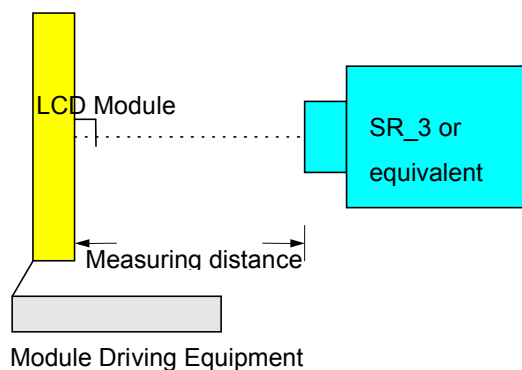 LCD Module
SR_3 or
equivalent
Measuring distance
Module Driving Equipment